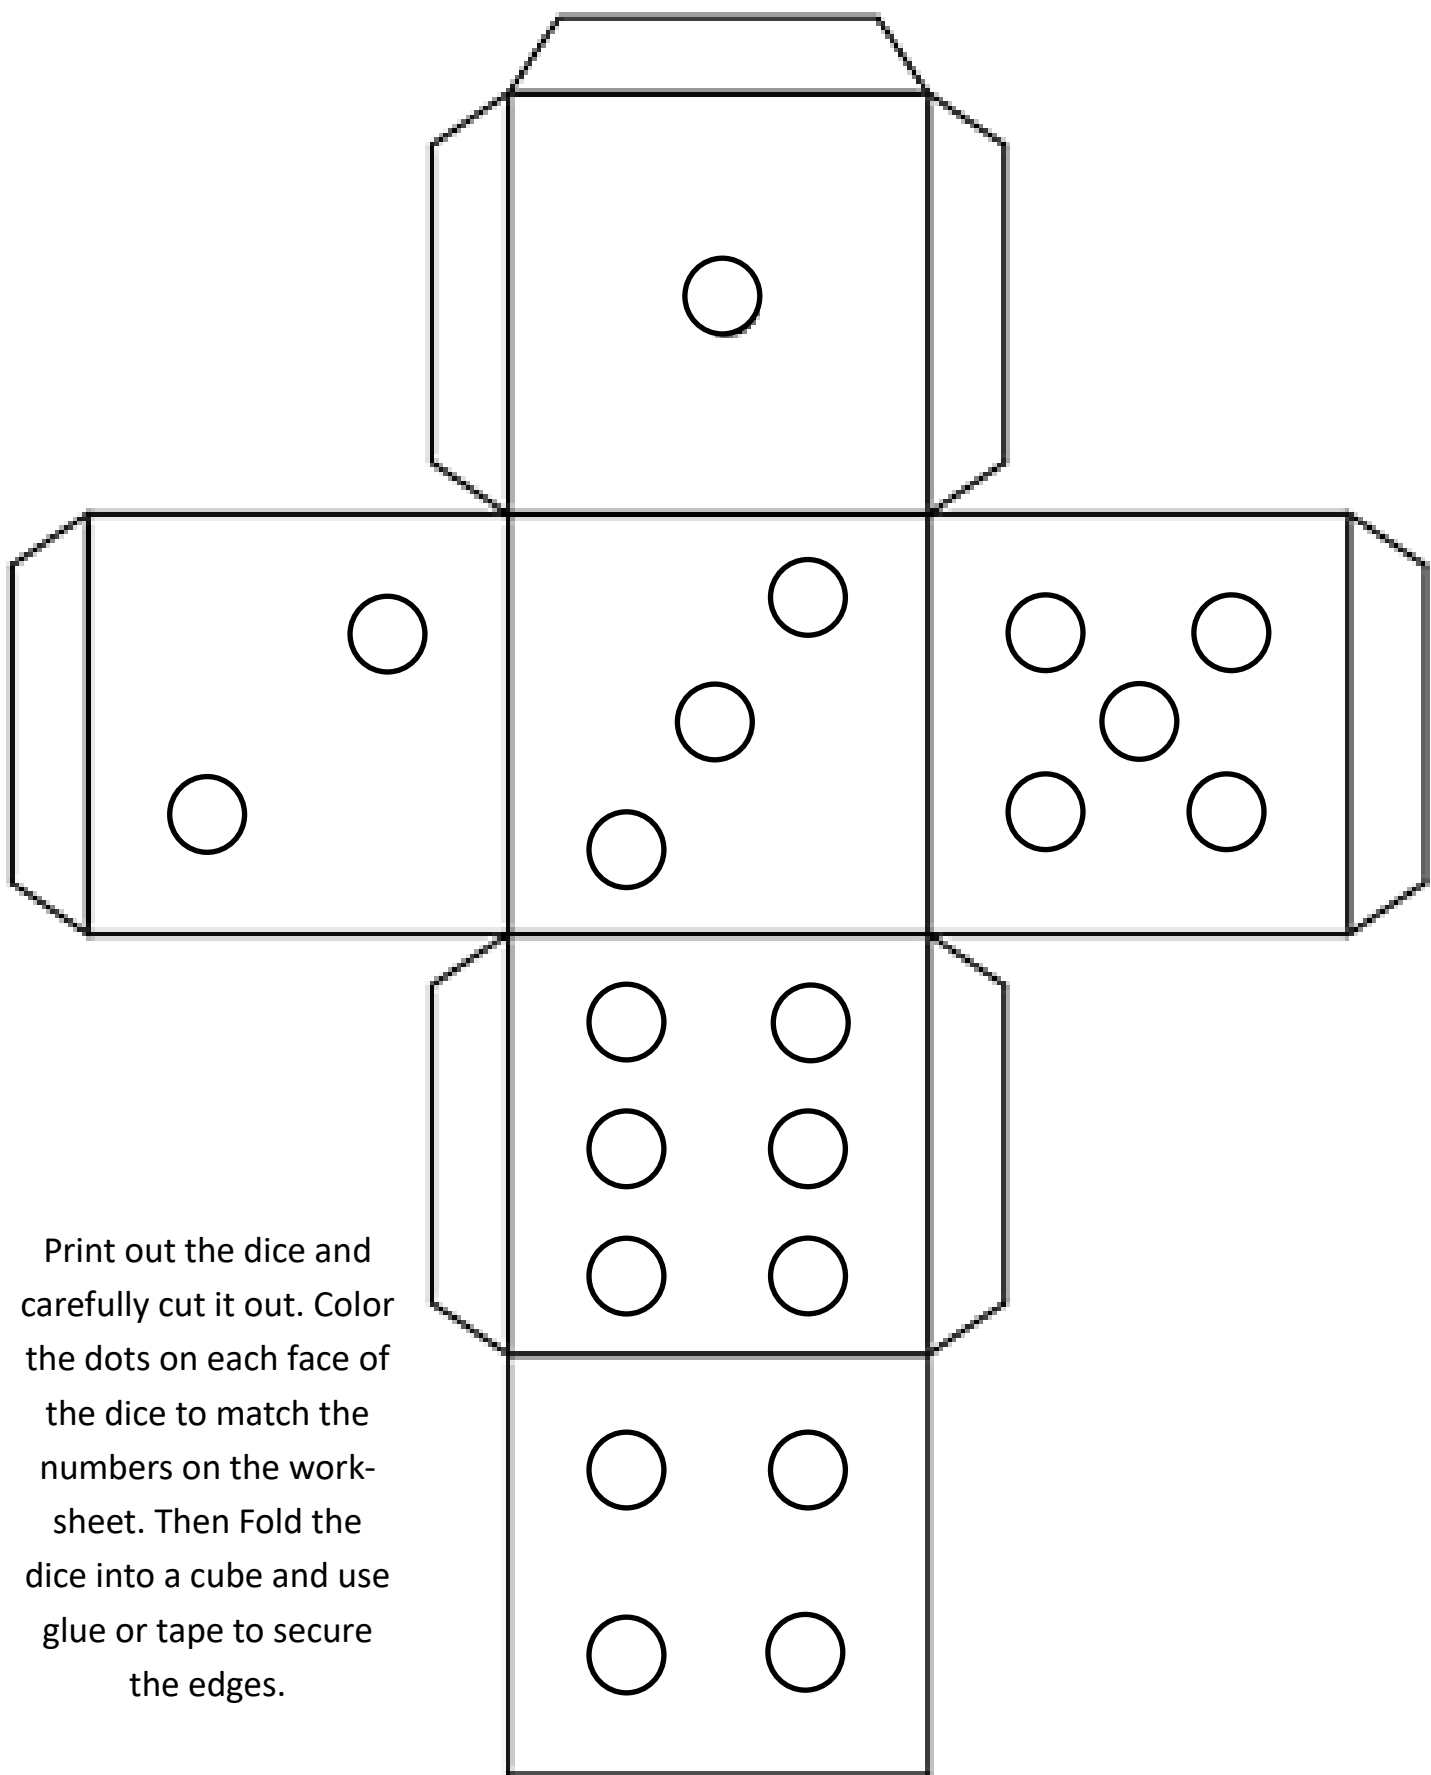 Print out the dice and
carefully cut it out. Color
the dots on each face of
the dice to match the
numbers on the work-
sheet. Then Fold the
dice into a cube and use
glue or tape to secure
the edges.